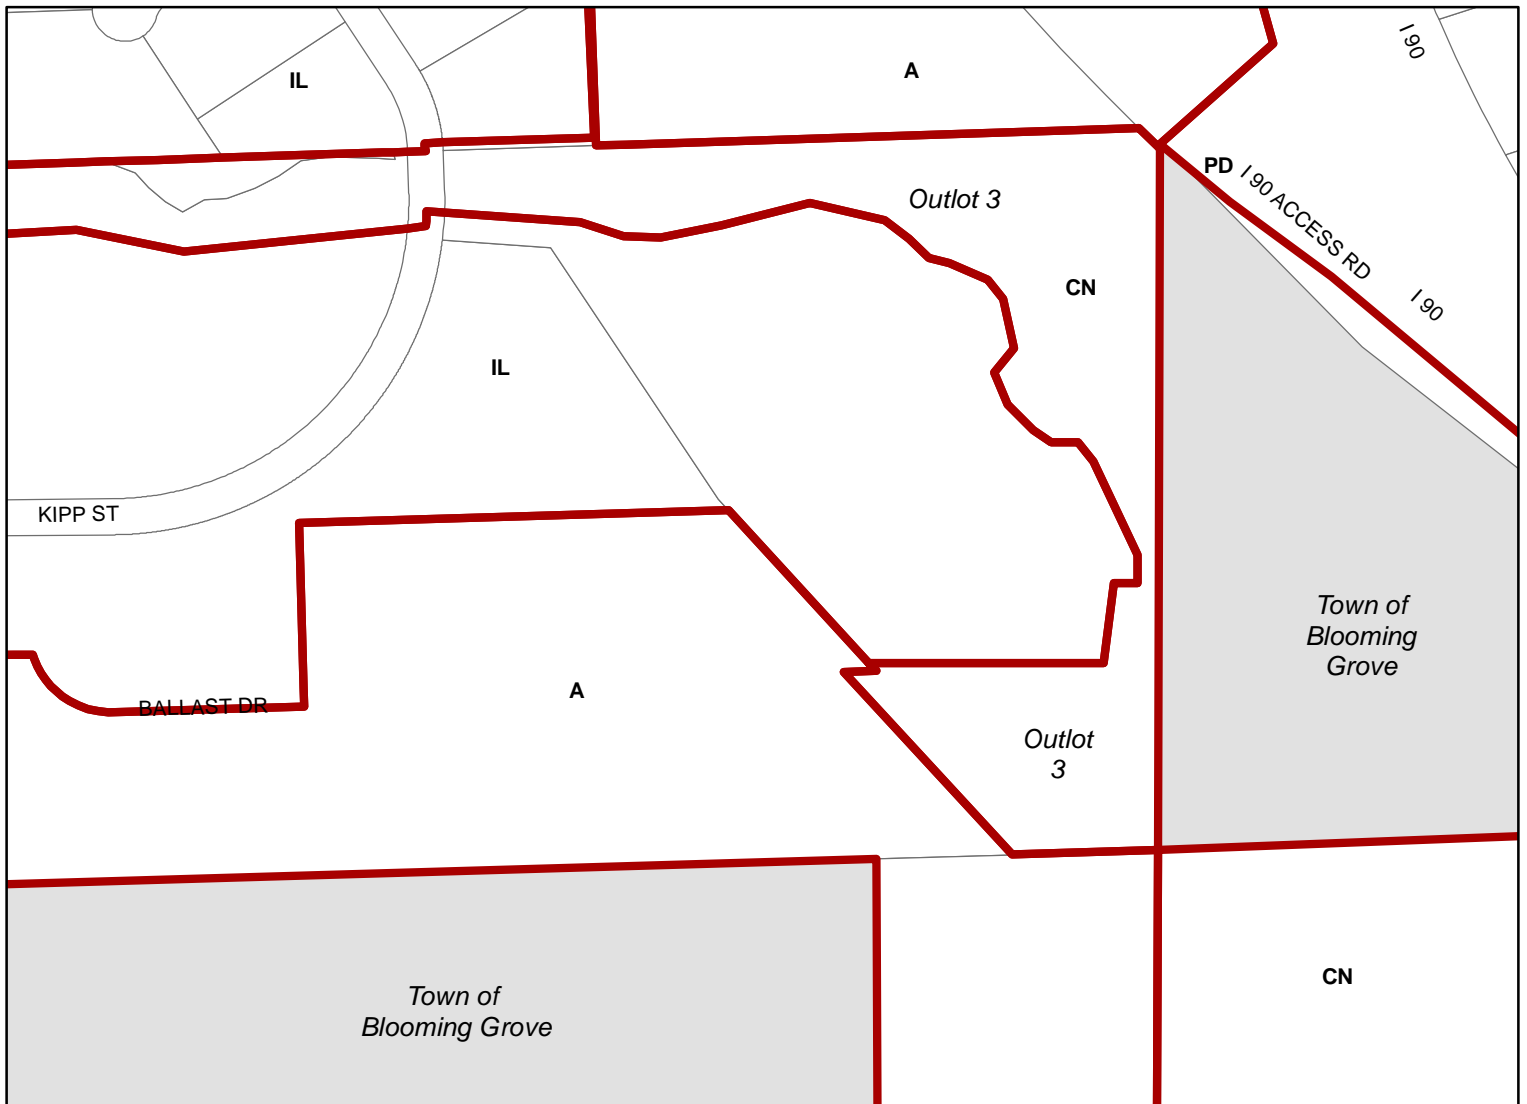 I 90
IL
A
PD
I 90 ACCESS RD
Outlot 3
CN
I 90
IL
KIPP ST
Town of
Blooming
Grove
A
BALLAST DR
Outlot
3
CN
Town of
Blooming Grove